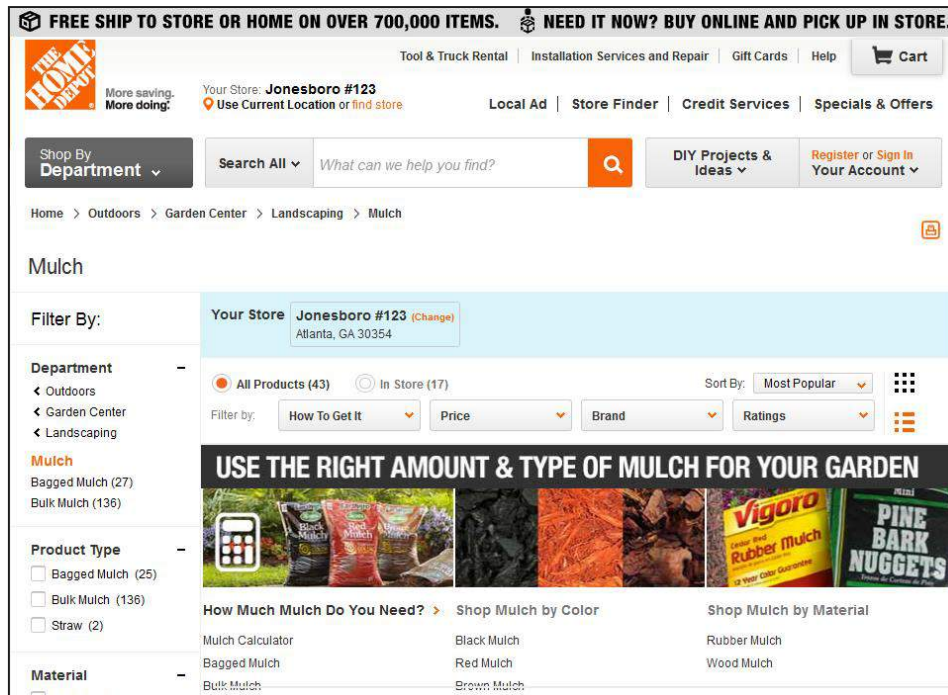 FREE SHIP TO STORE OR HOME ON OVER 700,000 ITEMS. NEED IT NOW? BUY ONLINE AND PICK UP IN STORE.
Tool & Truck Rental | Installation Services and Repair | Gift Cards | Help Cart
THE HOME DEPOT
More saving.
More doing.
Your Store: Jonesboro #123
Use Current Location or find store
Local Ad | Store Finder | Credit Services | Specials & Offers
Shop By
Department
Search All
What can we help you find?
DIY Projects &
Ideas
Register or Sign In
Your Account
Home > Outdoors > Garden Center > Landscaping > Mulch
Mulch
Filter By:
Department
< Outdoors
< Garden Center
< Landscaping
Mulch
Bagged Mulch (27)
Bulk Mulch (136)
Product Type
Bagged Mulch (25)
Bulk Mulch (136)
Straw (2)
Material
Your Store Jonesboro #123 (Change)
Atlanta, GA 30354
All Products (43) In Store (17) Sort By: Most Popular
Filter by: How To Get It Price Brand Ratings
USE THE RIGHT AMOUNT & TYPE OF MULCH FOR YOUR GARDEN
Black
Mulch
Red
Mulch
Vigoro
Cedar Red
Rubber Mulch
12 Year Color Guarantee
Mini
PINE
BARK
NUGGETS
How Much Mulch Do You Need? >
Mulch Calculator
Bagged Mulch
Bulk Mulch
Shop Mulch by Color
Black Mulch
Red Mulch
Brown Mulch
Shop Mulch by Material
Rubber Mulch
Wood Mulch